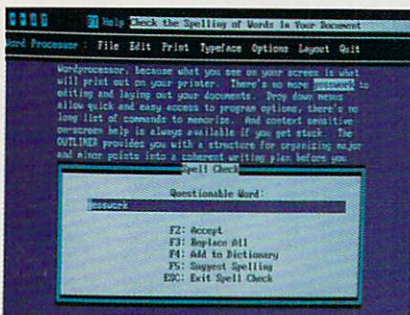 F1 Help Check the Spelling of Words In Your Document
Word Processor : File Edit Print Typeface Options Layout Quit
Wordprocessor, because what you see on your screen is what
will print out on your printer. There's no more gesswork to
editing and laying out your documents. Drop down menus
allow quick and easy access to program options, there's no
long list of commands to memorize. And context sensitive
onscreen help is always available if you get stuck. The
OUTLINER provides you with a structure for organizing major
and minor points into a coherent writing plan before you
Spell Check
Questionable Word:
gesswork
F2: Accept
F3: Replace All
F4: Add to Dictionary
F5: Suggest Spelling
ESC: Exit Spell Check